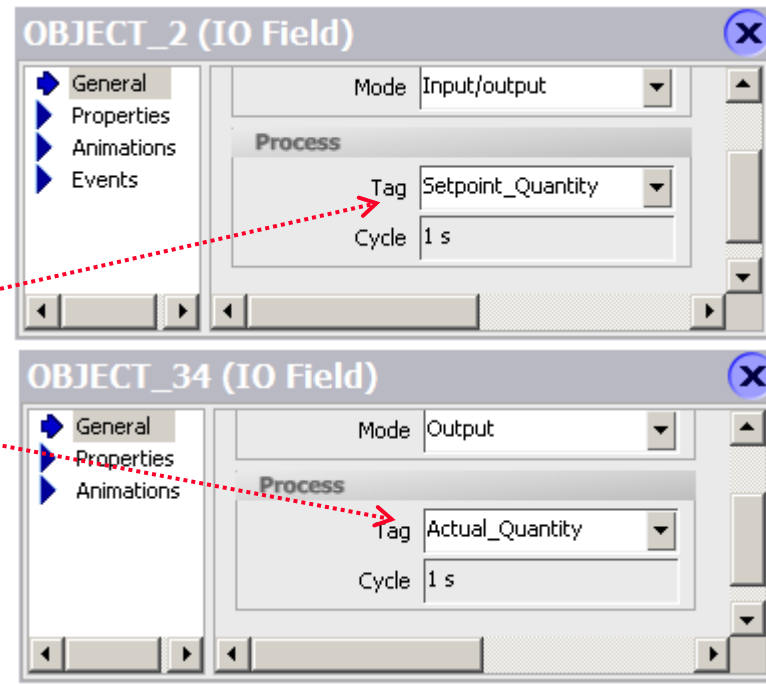 OBJECT_2 (IO Field)
General
Properties
Animations
Events
Mode Input/output
Process
Tag Setpoint_Quantity
Cycle 1 s
OBJECT_34 (IO Field)
General
Properties
Animations
Mode Output
Process
Tag Actual_Quantity
Cycle 1 s